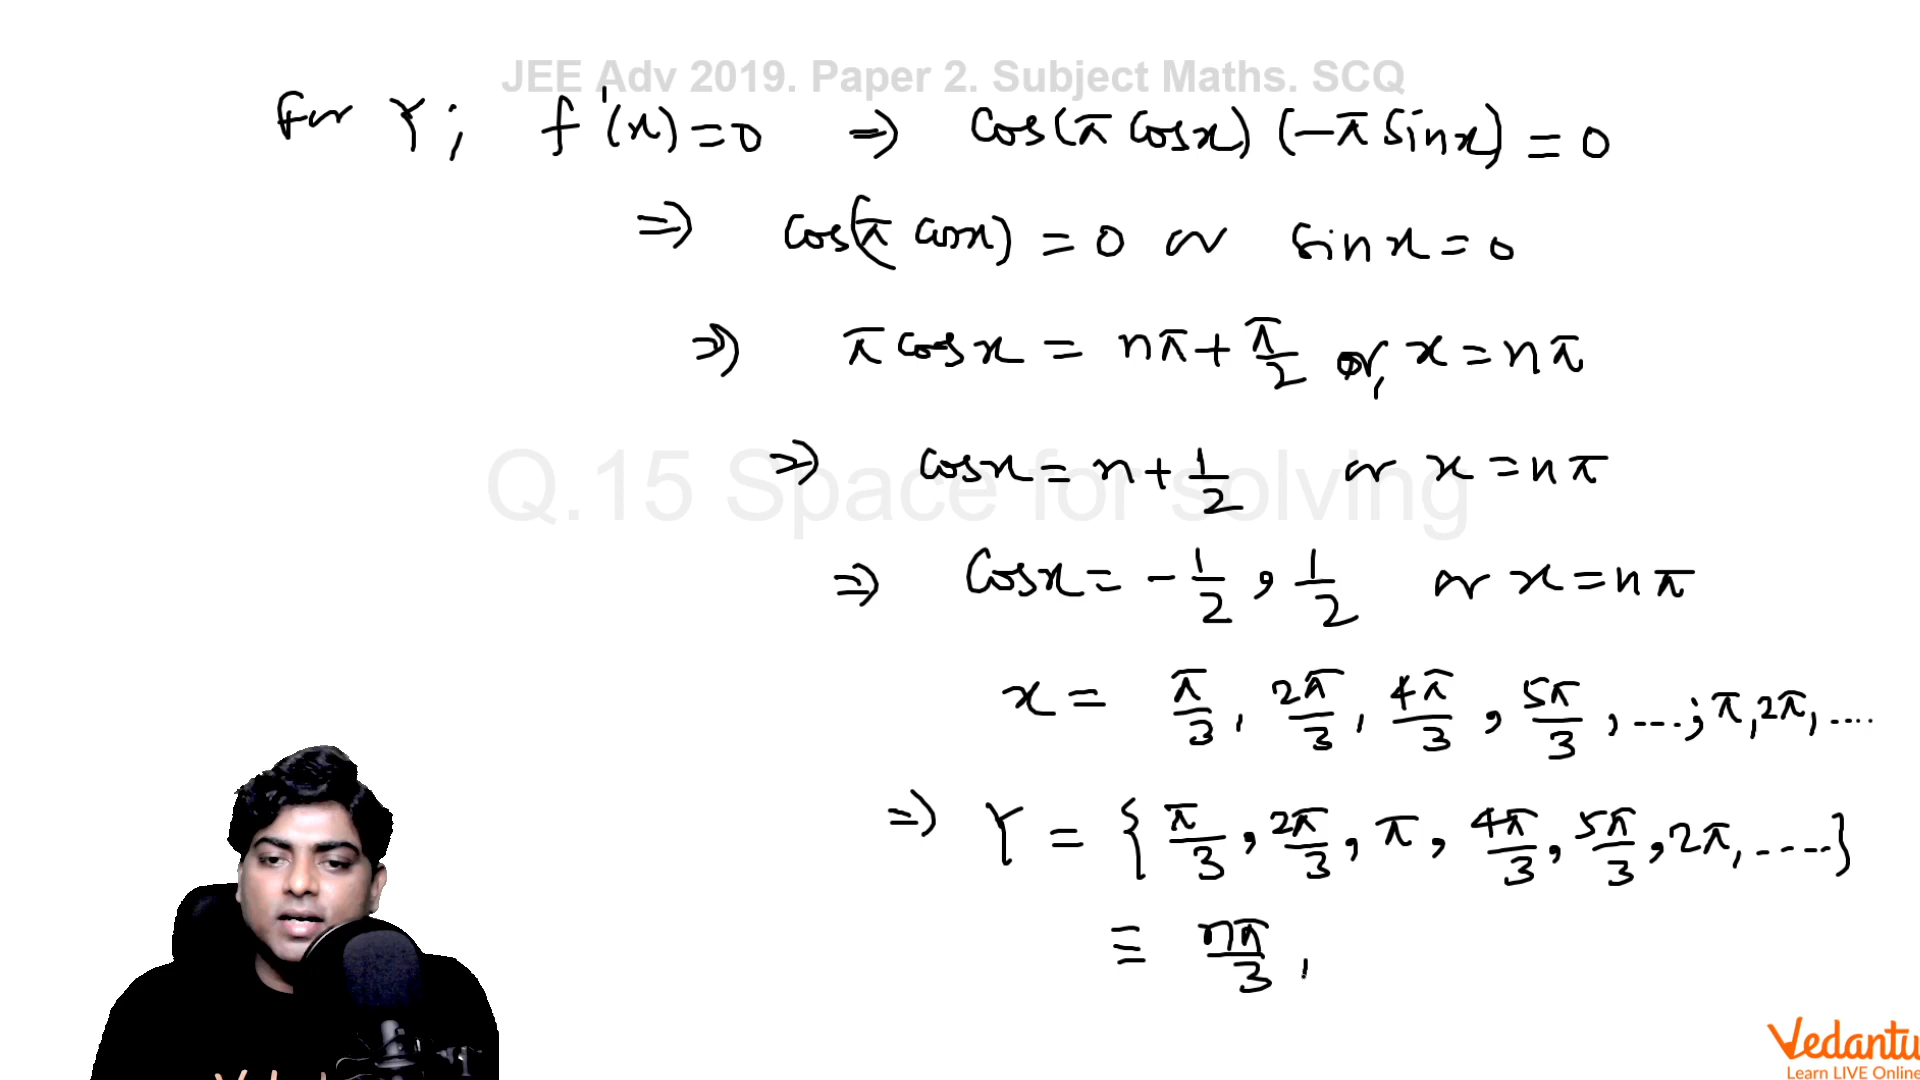 JEE Adv 2019. Paper 2. Subject Maths. SCQ
For Y; f'(x) = 0 ⇒ Cos(π Cosx) (-π Sinx) = 0
⇒ Cos(π Cosx) = 0 or Sinx = 0
⇒ π Cosx = nπ + π/2 or, x = nπ
Q.15 Space for solving
⇒ Cosx = n + 1/2 or x = nπ
⇒ Cosx = -1/2, 1/2 or x = nπ
x = π/3, 2π/3, 4π/3, 5π/3, ...; π, 2π, ....
⇒ Y = {π/3, 2π/3, π, 4π/3, 5π/3, 2π, .....}
≡ nπ/3,
Vedantu
Learn LIVE Online